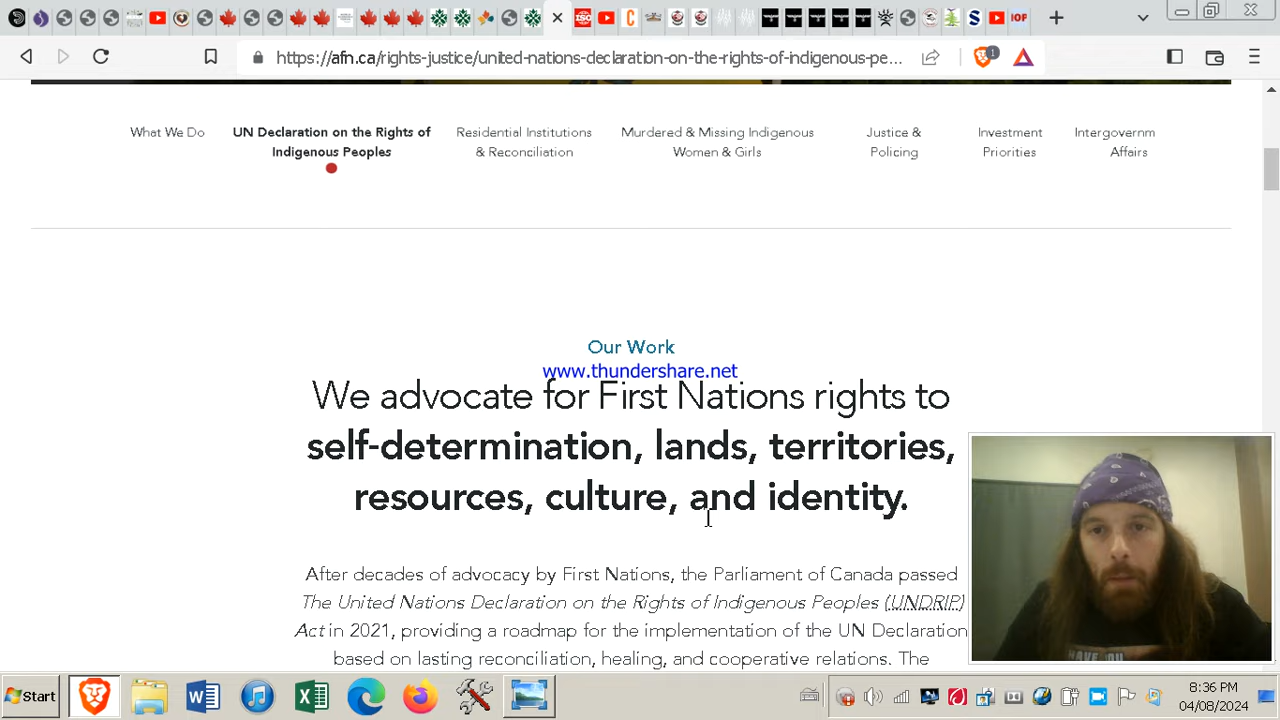 ISO
IOF
https://afn.ca/rights-justice/united-nations-declaration-on-the-rights-of-indigenous-pe...
1
What We Do
UN Declaration on the Rights of
Indigenous Peoples
Residential Institutions
& Reconciliation
Murdered & Missing Indigenous
Women & Girls
Justice &
Policing
Investment
Priorities
Intergovernm
Affairs
Our Work
www.thundershare.net
We advocate for First Nations rights to
self-determination, lands, territories,
resources, culture, and identity.
After decades of advocacy by First Nations, the Parliament of Canada passed
The United Nations Declaration on the Rights of Indigenous Peoples (UNDRIP)
Act in 2021, providing a roadmap for the implementation of the UN Declaration
based on lasting reconciliation, healing, and cooperative relations. The
HAVE YOU
Start
8:36 PM
04/08/2024